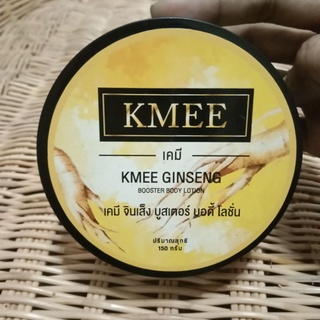 KMEE
เคมี
KMEE GINSENG
BOOSTER BODY LOTION
เคมี จินเส็ง บูสเตอร์ บอดี้ โลชั่น
ปริมาณสุทธิ
150 กรัม